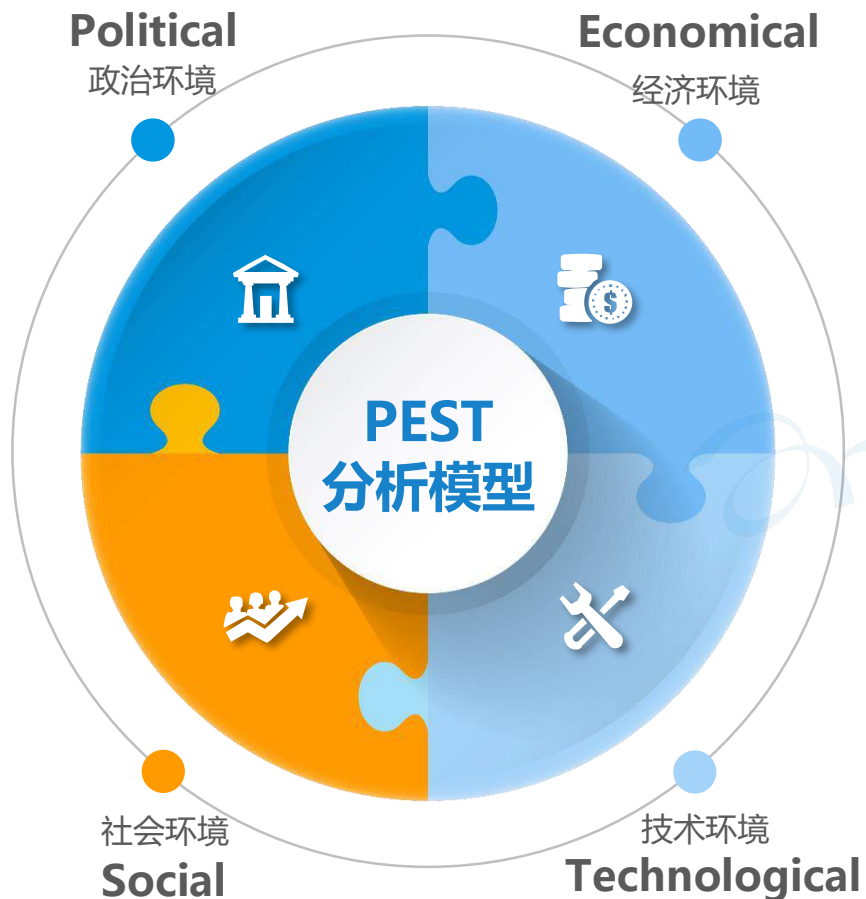 Political
政治环境
Economical
经济环境
PEST
分析模型
$
社会环境
Social
技术环境
Technological